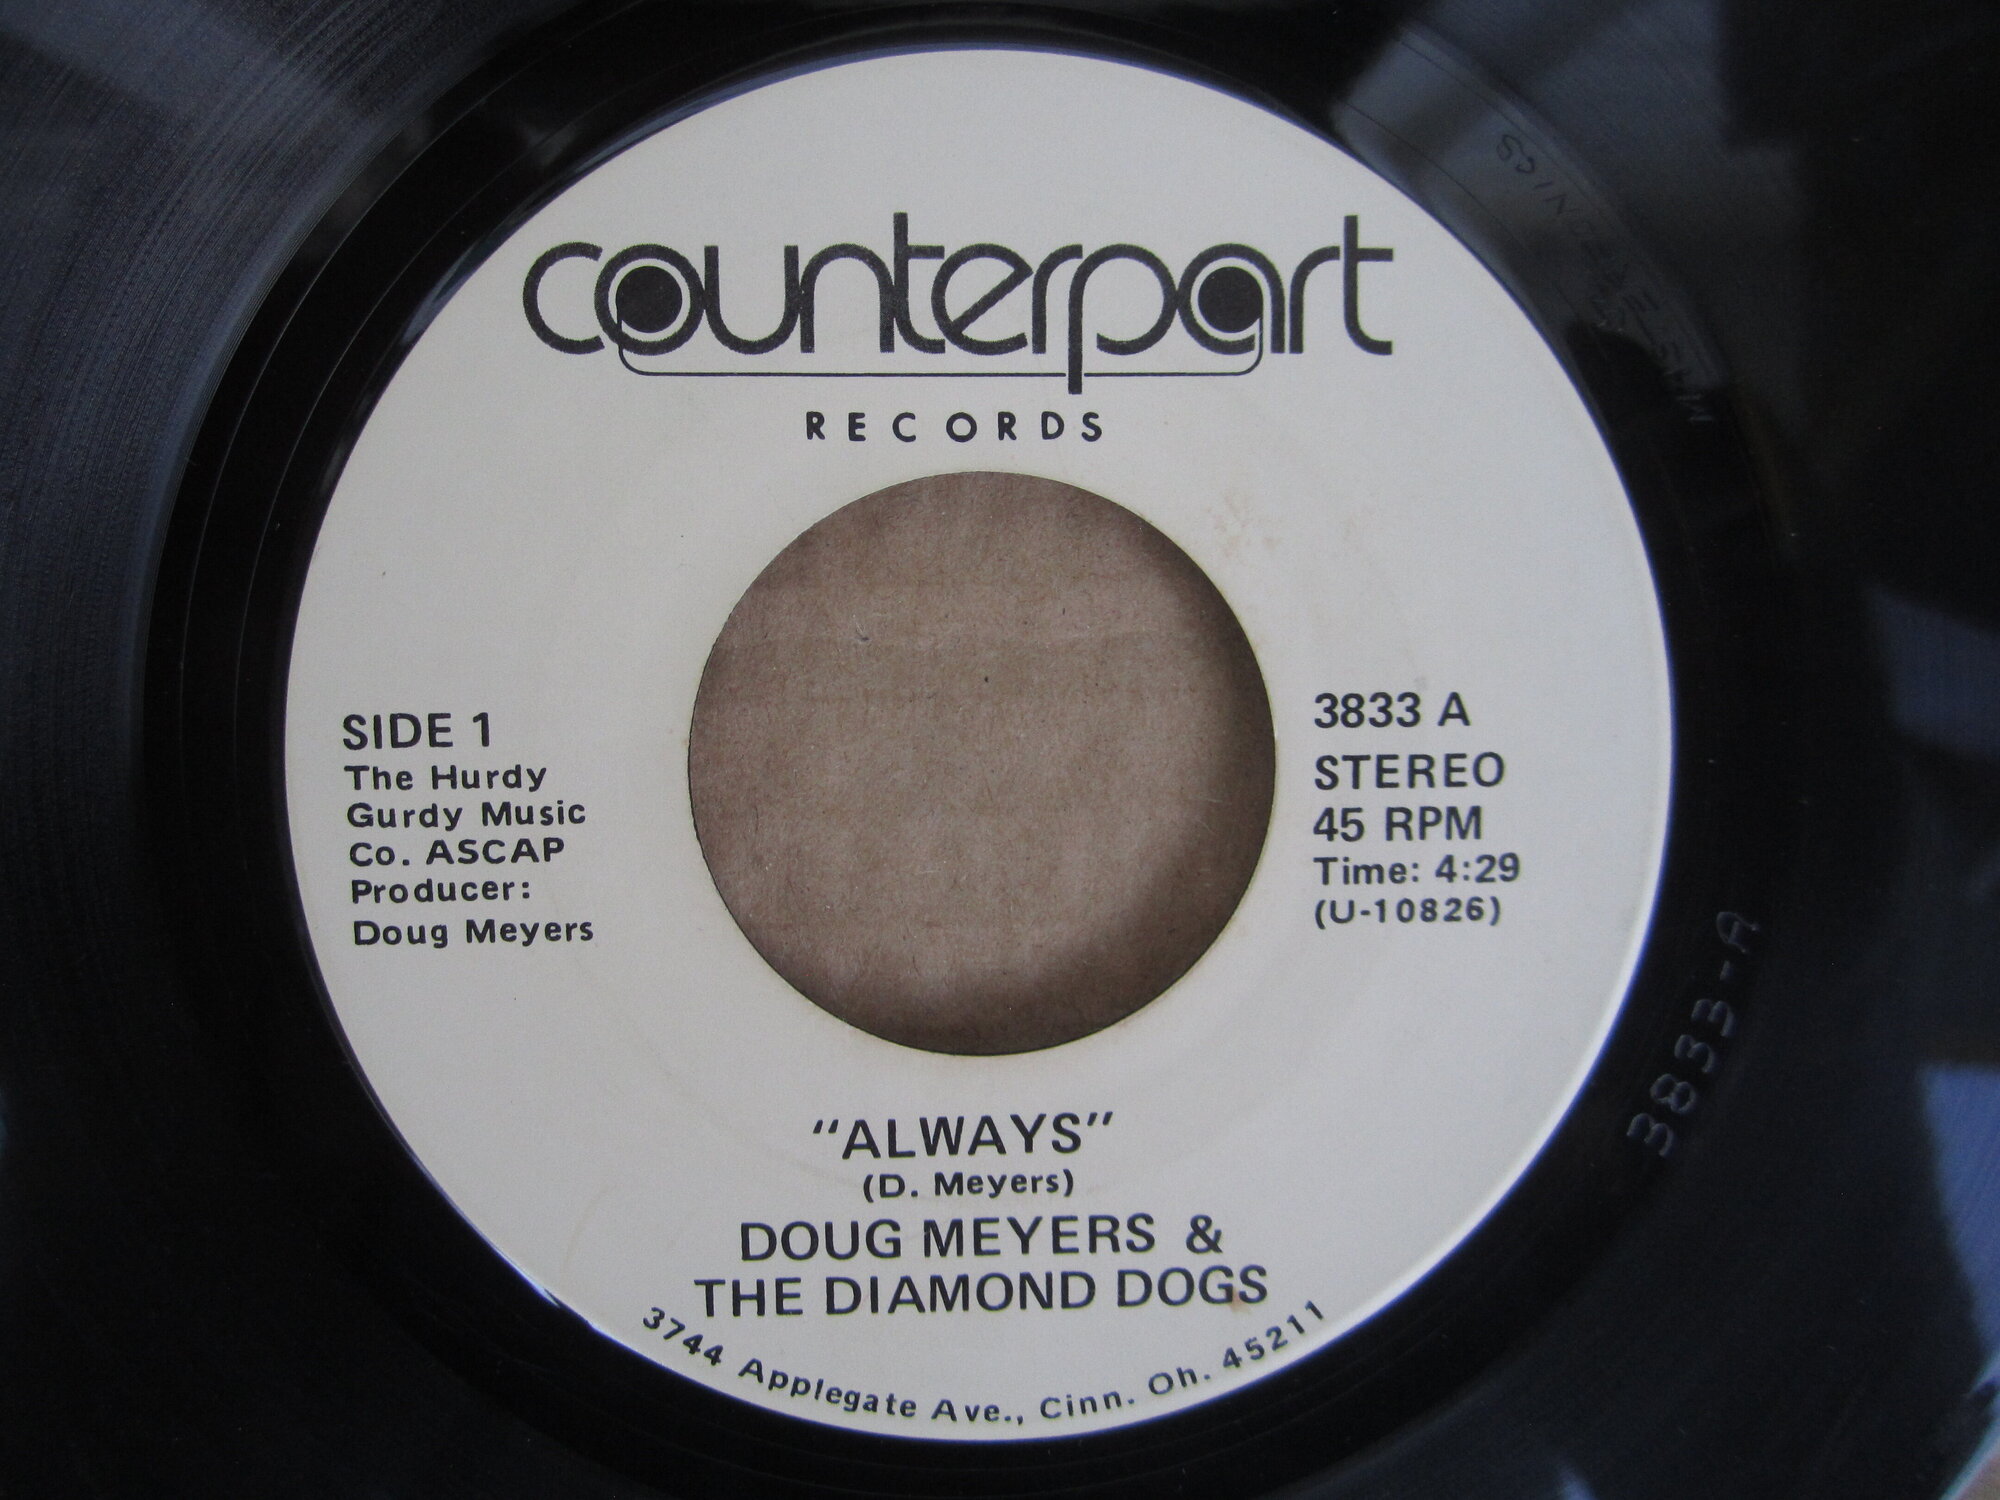 counterpart
RECORDS
SIDE 1
The Hurdy
Gurdy Music
Co. ASCAP
Producer:
Doug Meyers
3833 A
STEREO
45 RPM
Time: 4:29
(U-10826)
"ALWAYS"
(D. Meyers)
DOUG MEYERS &
THE DIAMOND DOGS
3744 Applegate Ave., Cinn. Oh. 45211
3833-A